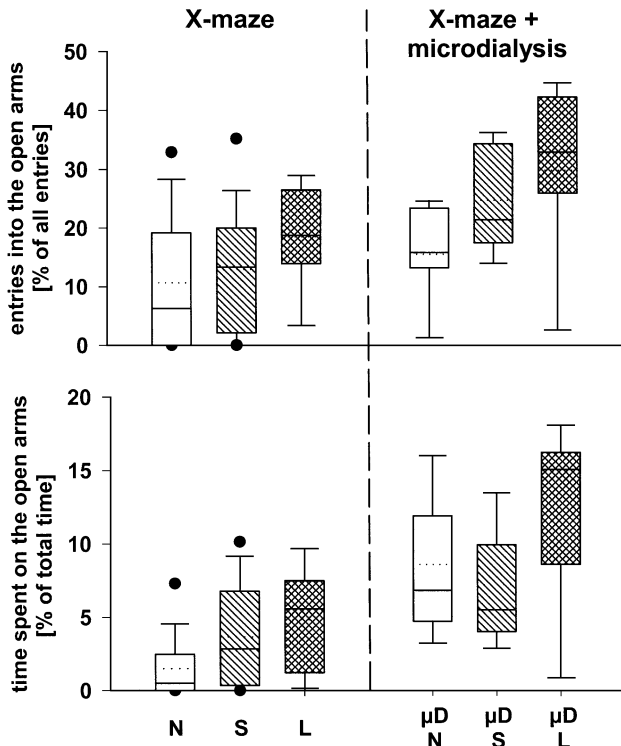 X-maze
X-maze +
microdialysis
entries into the open arms
[% of all entries]
50
40
30
20
10
0
time spent on the open arms
[% of total time]
20
15
10
5
0
N S L
µD µD µD
N S L